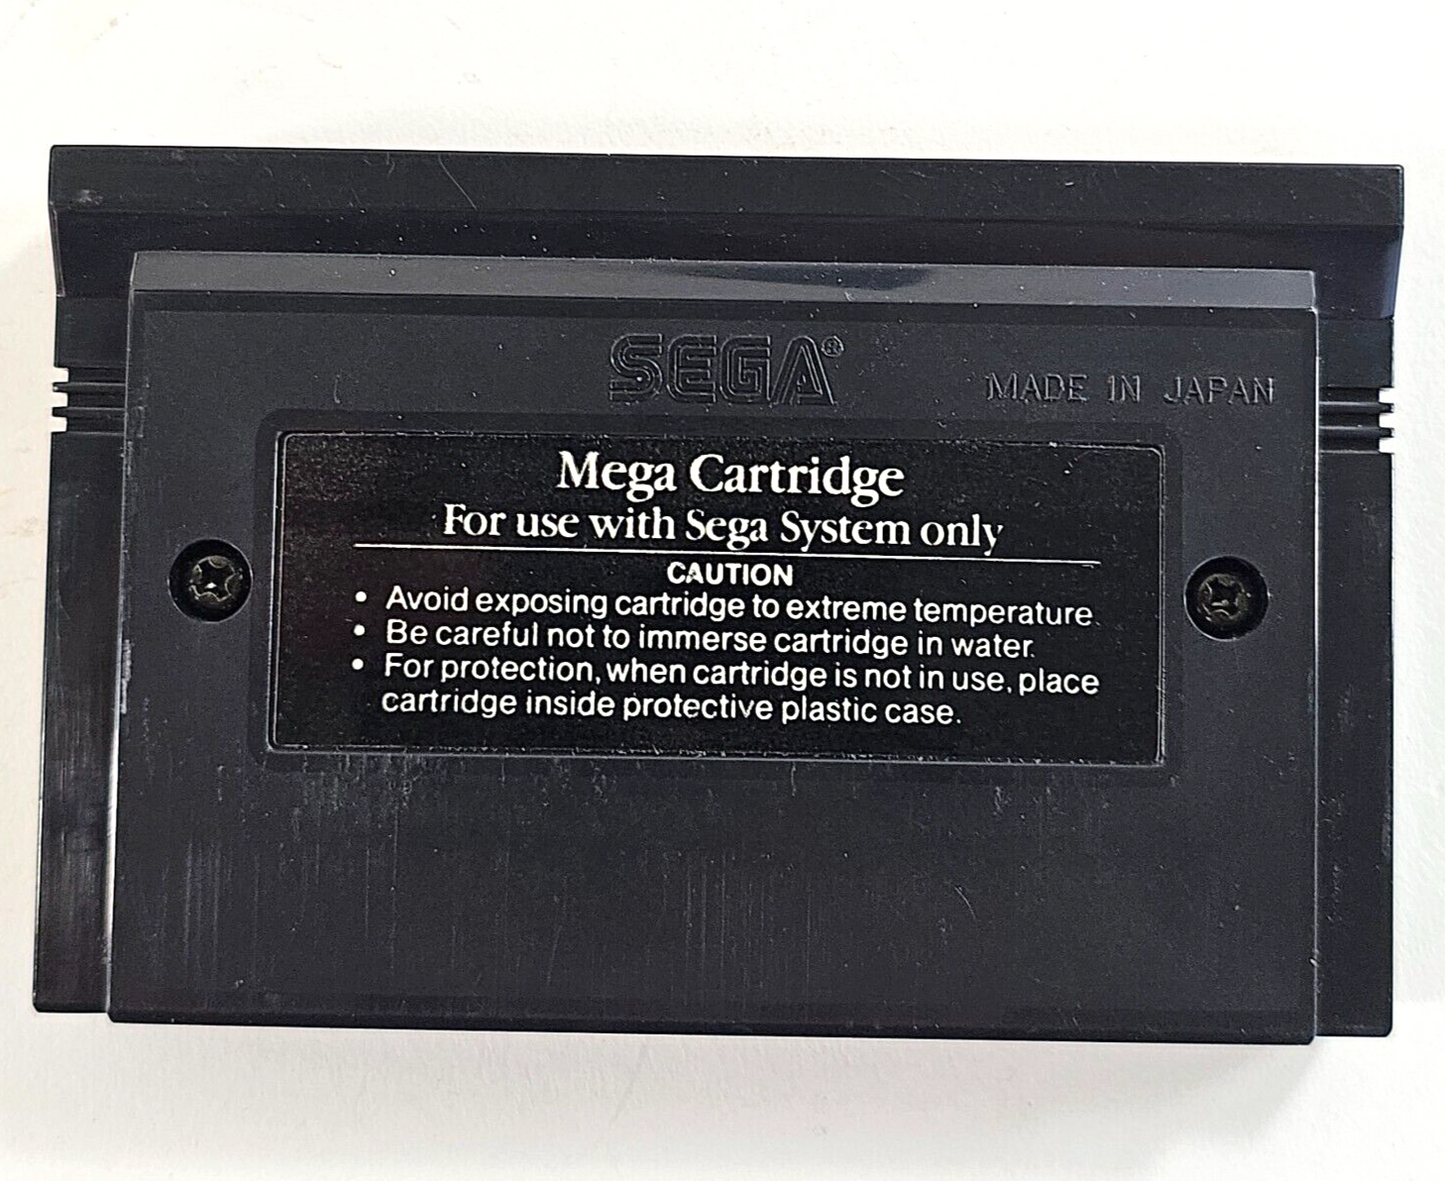 SEGA®
MADE IN JAPAN
Mega Cartridge
For use with Sega System only
CAUTION
• Avoid exposing cartridge to extreme temperature.
• Be careful not to immerse cartridge in water.
• For protection, when cartridge is not in use, place
cartridge inside protective plastic case.